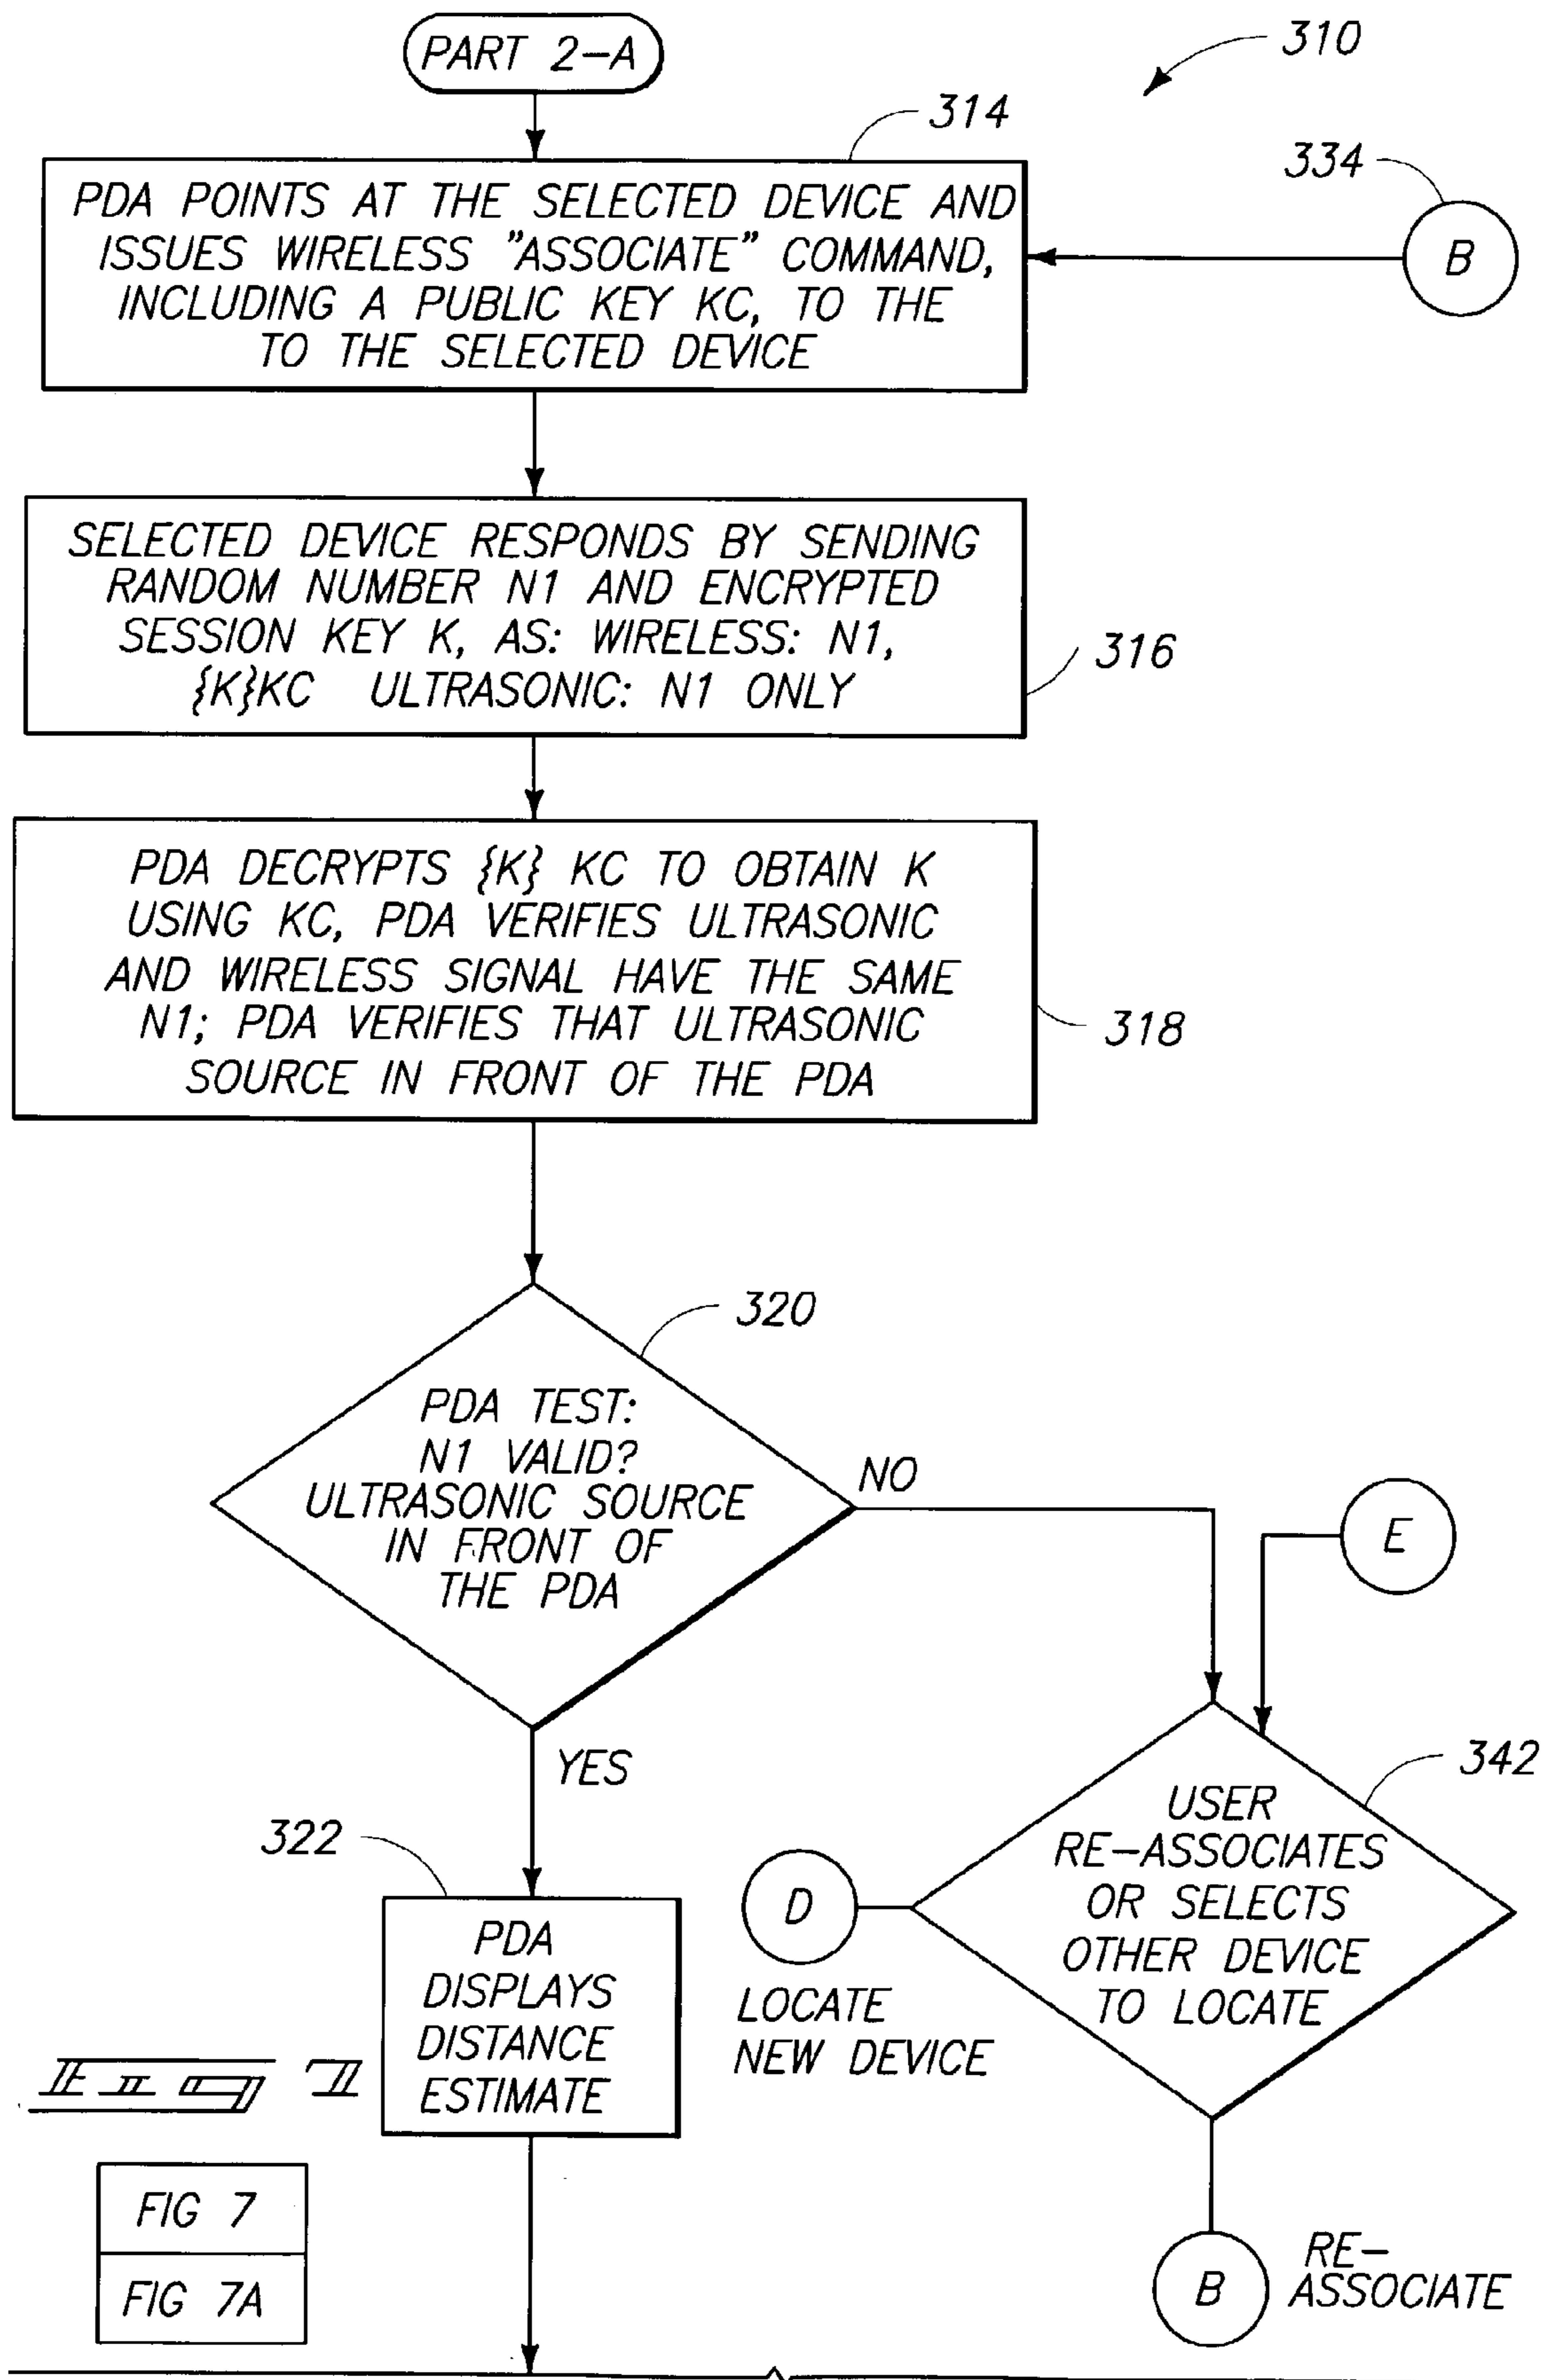 PART 2-A
310
314
334
PDA POINTS AT THE SELECTED DEVICE AND
ISSUES WIRELESS "ASSOCIATE" COMMAND,
INCLUDING A PUBLIC KEY KC, TO THE
TO THE SELECTED DEVICE
B
SELECTED DEVICE RESPONDS BY SENDING
RANDOM NUMBER N1 AND ENCRYPTED
SESSION KEY K, AS: WIRELESS: N1,
{K}KC ULTRASONIC: N1 ONLY
316
PDA DECRYPTS {K} KC TO OBTAIN K
USING KC, PDA VERIFIES ULTRASONIC
AND WIRELESS SIGNAL HAVE THE SAME
N1; PDA VERIFIES THAT ULTRASONIC
SOURCE IN FRONT OF THE PDA
318
320
PDA TEST:
N1 VALID?
ULTRASONIC SOURCE
IN FRONT OF
THE PDA
NO
E
YES
342
USER
RE-ASSOCIATES
OR SELECTS
OTHER DEVICE
TO LOCATE
322
D
LOCATE
NEW DEVICE
PDA
DISPLAYS
DISTANCE
ESTIMATE
Fig 7
FIG 7
FIG 7A
B
RE-
ASSOCIATE